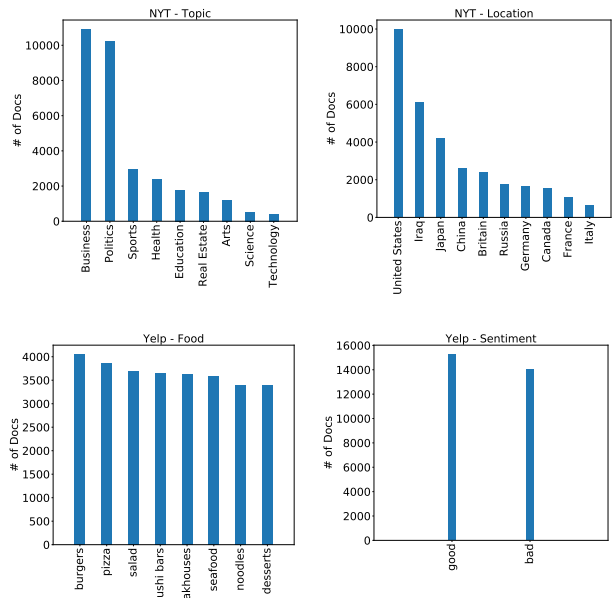 NYT - Topic
# of Docs
10000
8000
6000
4000
2000
0
Business
Politics
Sports
Health
Education
Real Estate
Arts
Science
Technology
NYT - Location
# of Docs
10000
8000
6000
4000
2000
0
United States
Iraq
Japan
China
Britain
Russia
Germany
Canada
France
Italy
Yelp - Food
# of Docs
4000
3500
3000
2500
2000
1500
1000
500
0
burgers
pizza
salad
ushi bars
akhouses
seafood
noodles
desserts
Yelp - Sentiment
# of Docs
16000
14000
12000
10000
8000
6000
4000
2000
0
good
bad